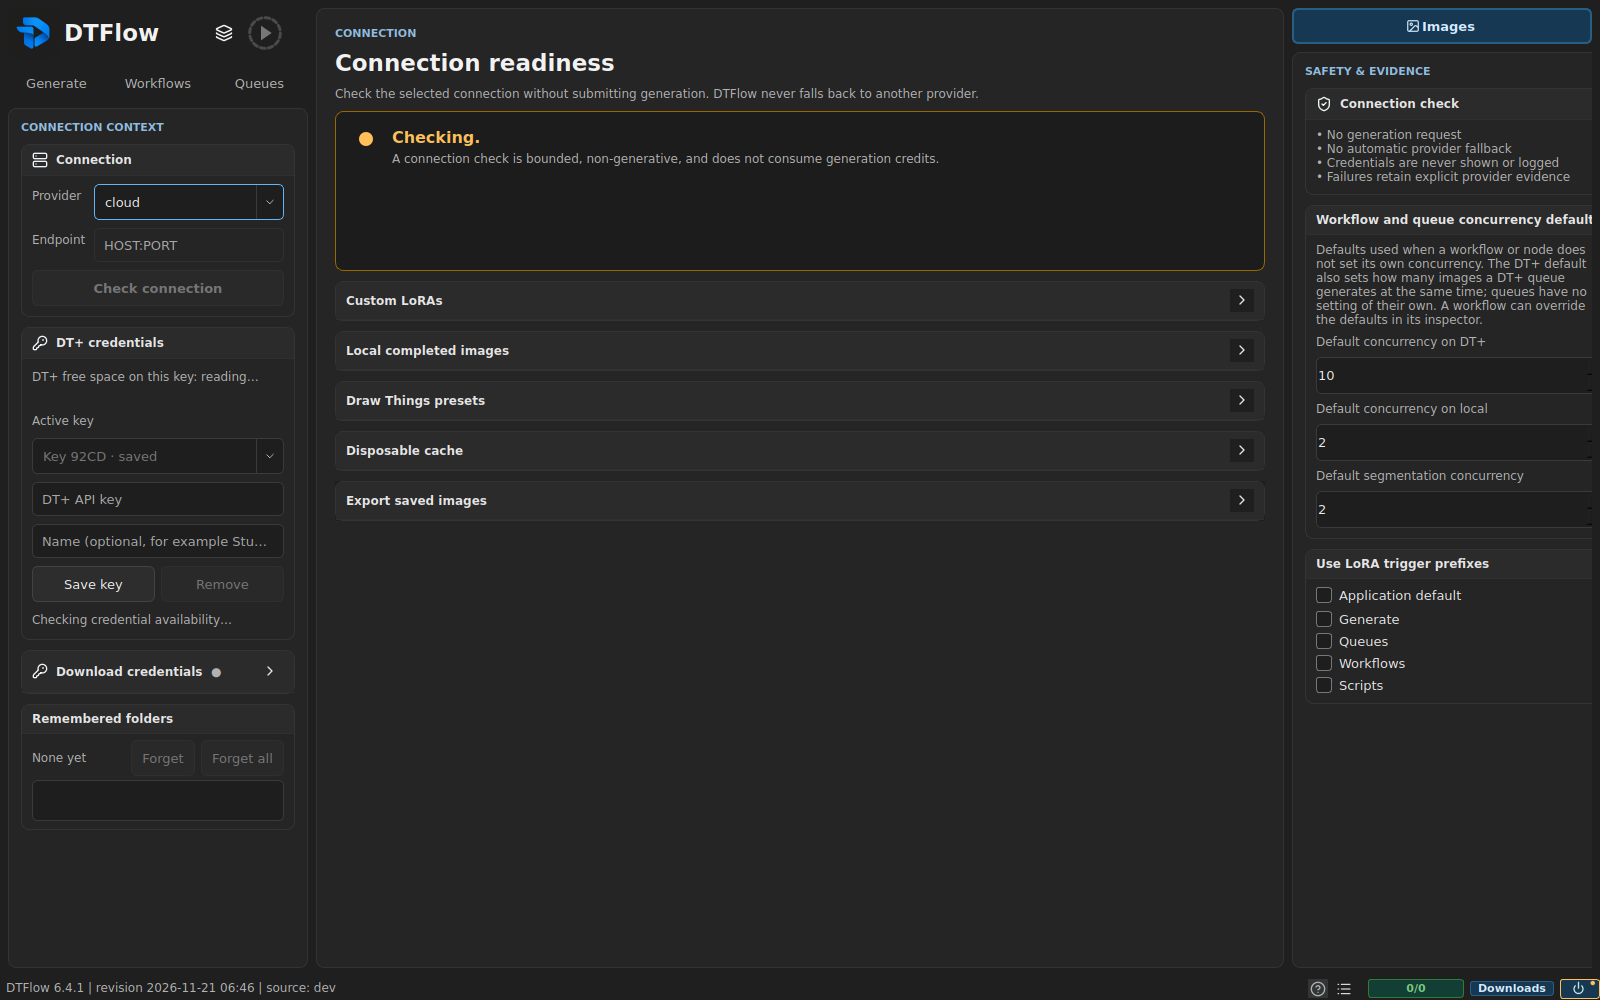 DTFlow
Generate
Workflows
Queues
CONNECTION CONTEXT
Connection
Provider
cloud
Endpoint
HOST:PORT
Check connection
DT+ credentials
DT+ free space on this key: reading…
Active key
Key 92CD · saved
DT+ API key
Name (optional, for example Stu…
Save key
Remove
Checking credential availability…
Download credentials
Remembered folders
None yet
Forget
Forget all
CONNECTION
Connection readiness
Check the selected connection without submitting generation. DTFlow never falls back to another provider.
Checking.
A connection check is bounded, non-generative, and does not consume generation credits.
Custom LoRAs
Local completed images
Draw Things presets
Disposable cache
Export saved images
Images
SAFETY & EVIDENCE
Connection check
• No generation request
• No automatic provider fallback
• Credentials are never shown or logged
• Failures retain explicit provider evidence
Workflow and queue concurrency default
Defaults used when a workflow or node does
not set its own concurrency. The DT+ default
also sets how many images a DT+ queue
generates at the same time; queues have no
setting of their own. A workflow can override
the defaults in its inspector.
Default concurrency on DT+
10
Default concurrency on local
2
Default segmentation concurrency
2
Use LoRA trigger prefixes
Application default
Generate
Queues
Workflows
Scripts
DTFlow 6.4.1 | revision 2026-11-21 06:46 | source: dev
0/0
Downloads